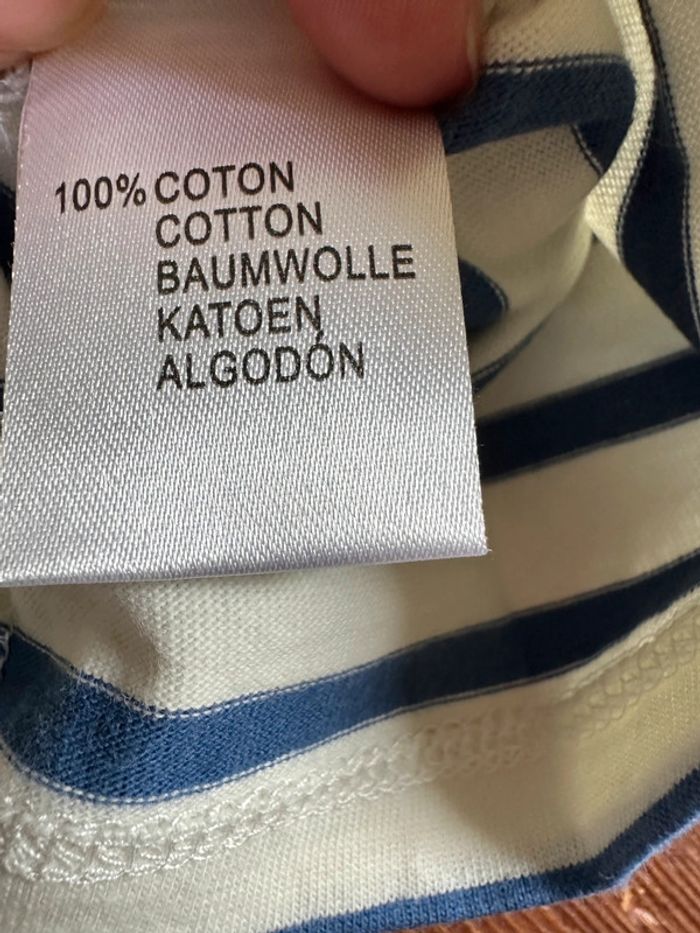 100% COTON
COTTON
BAUMWOLLE
KATOEN
ALGODÓN